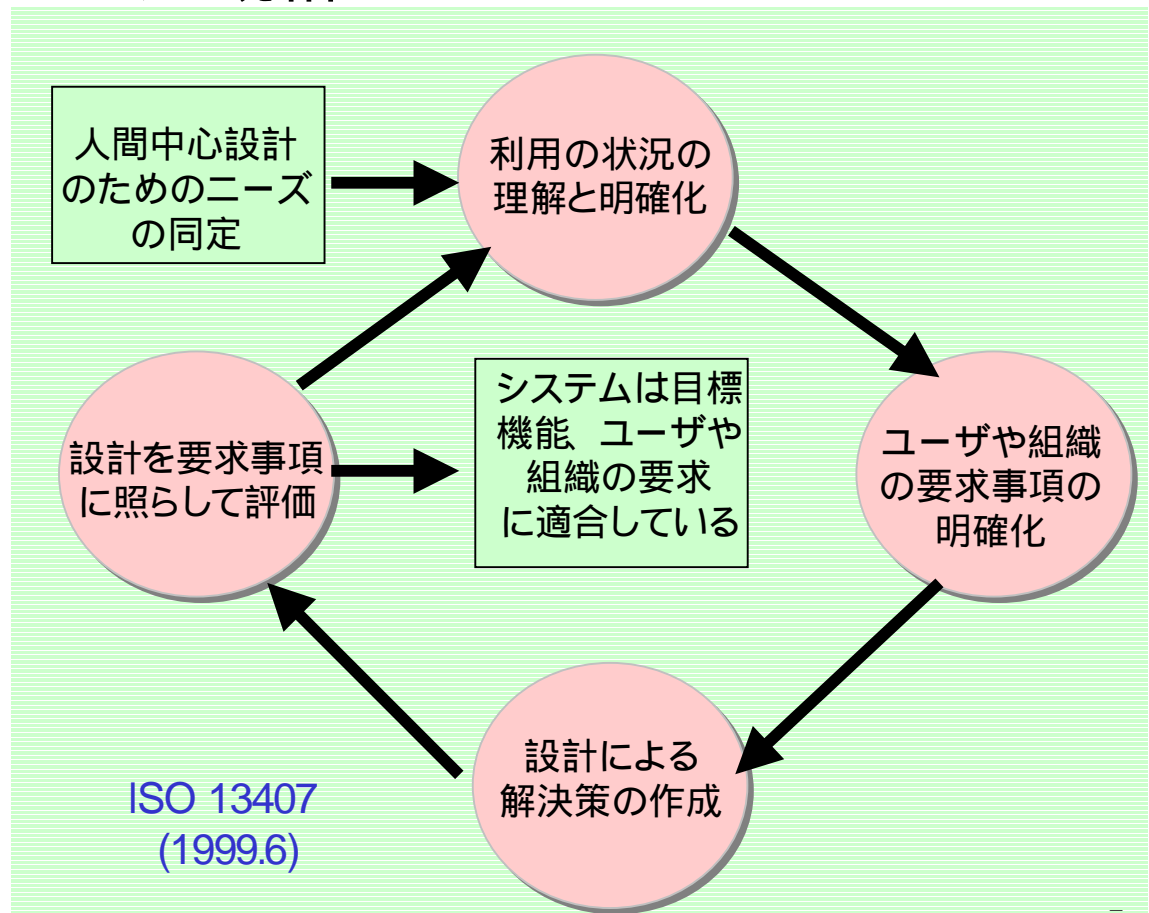 人間中心設計
のためのニーズ
の同定
利用の状況の
理解と明確化
ユーザや組織
の要求事項の
明確化
設計による
解決策の作成
設計を要求事項
に照らして評価
システムは目標
機能、ユーザや
組織の要求
に適合している
ISO 13407
(1999.6)